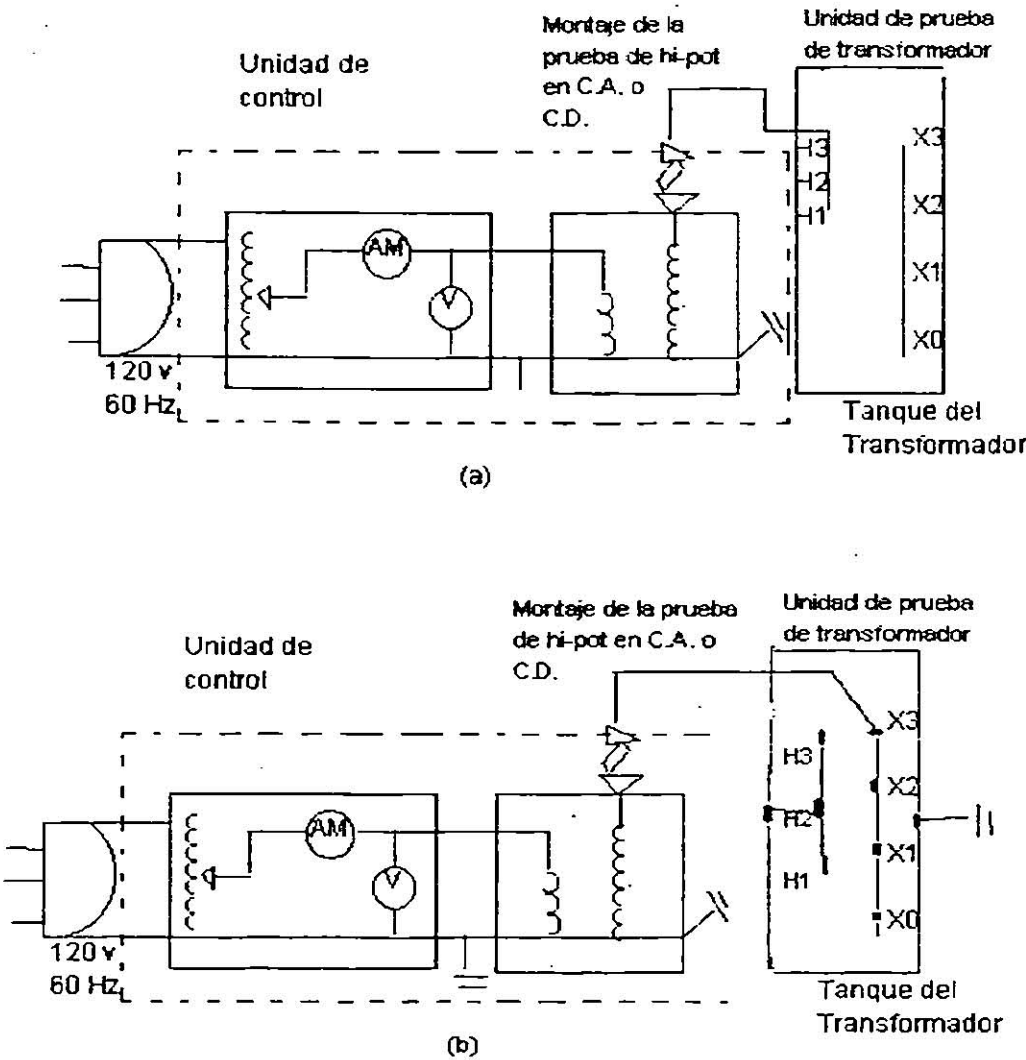 Unidad de
control
Montaje de la
prueba de hi-pot
en C.A. o
C.D.
Unidad de prueba
de transformador
H3
H2
H1
X3
X2
X1
X0
AM
V
120 v
60 Hz
Tanque del
Transformador
(a)
Unidad de
control
Montaje de la prueba
de hi-pot en C.A. o
C.D.
Unidad de prueba
de transformador
H3
H2
H1
X3
X2
X1
X0
AM
V
120 v
60 Hz
Tanque del
Transformador
(b)